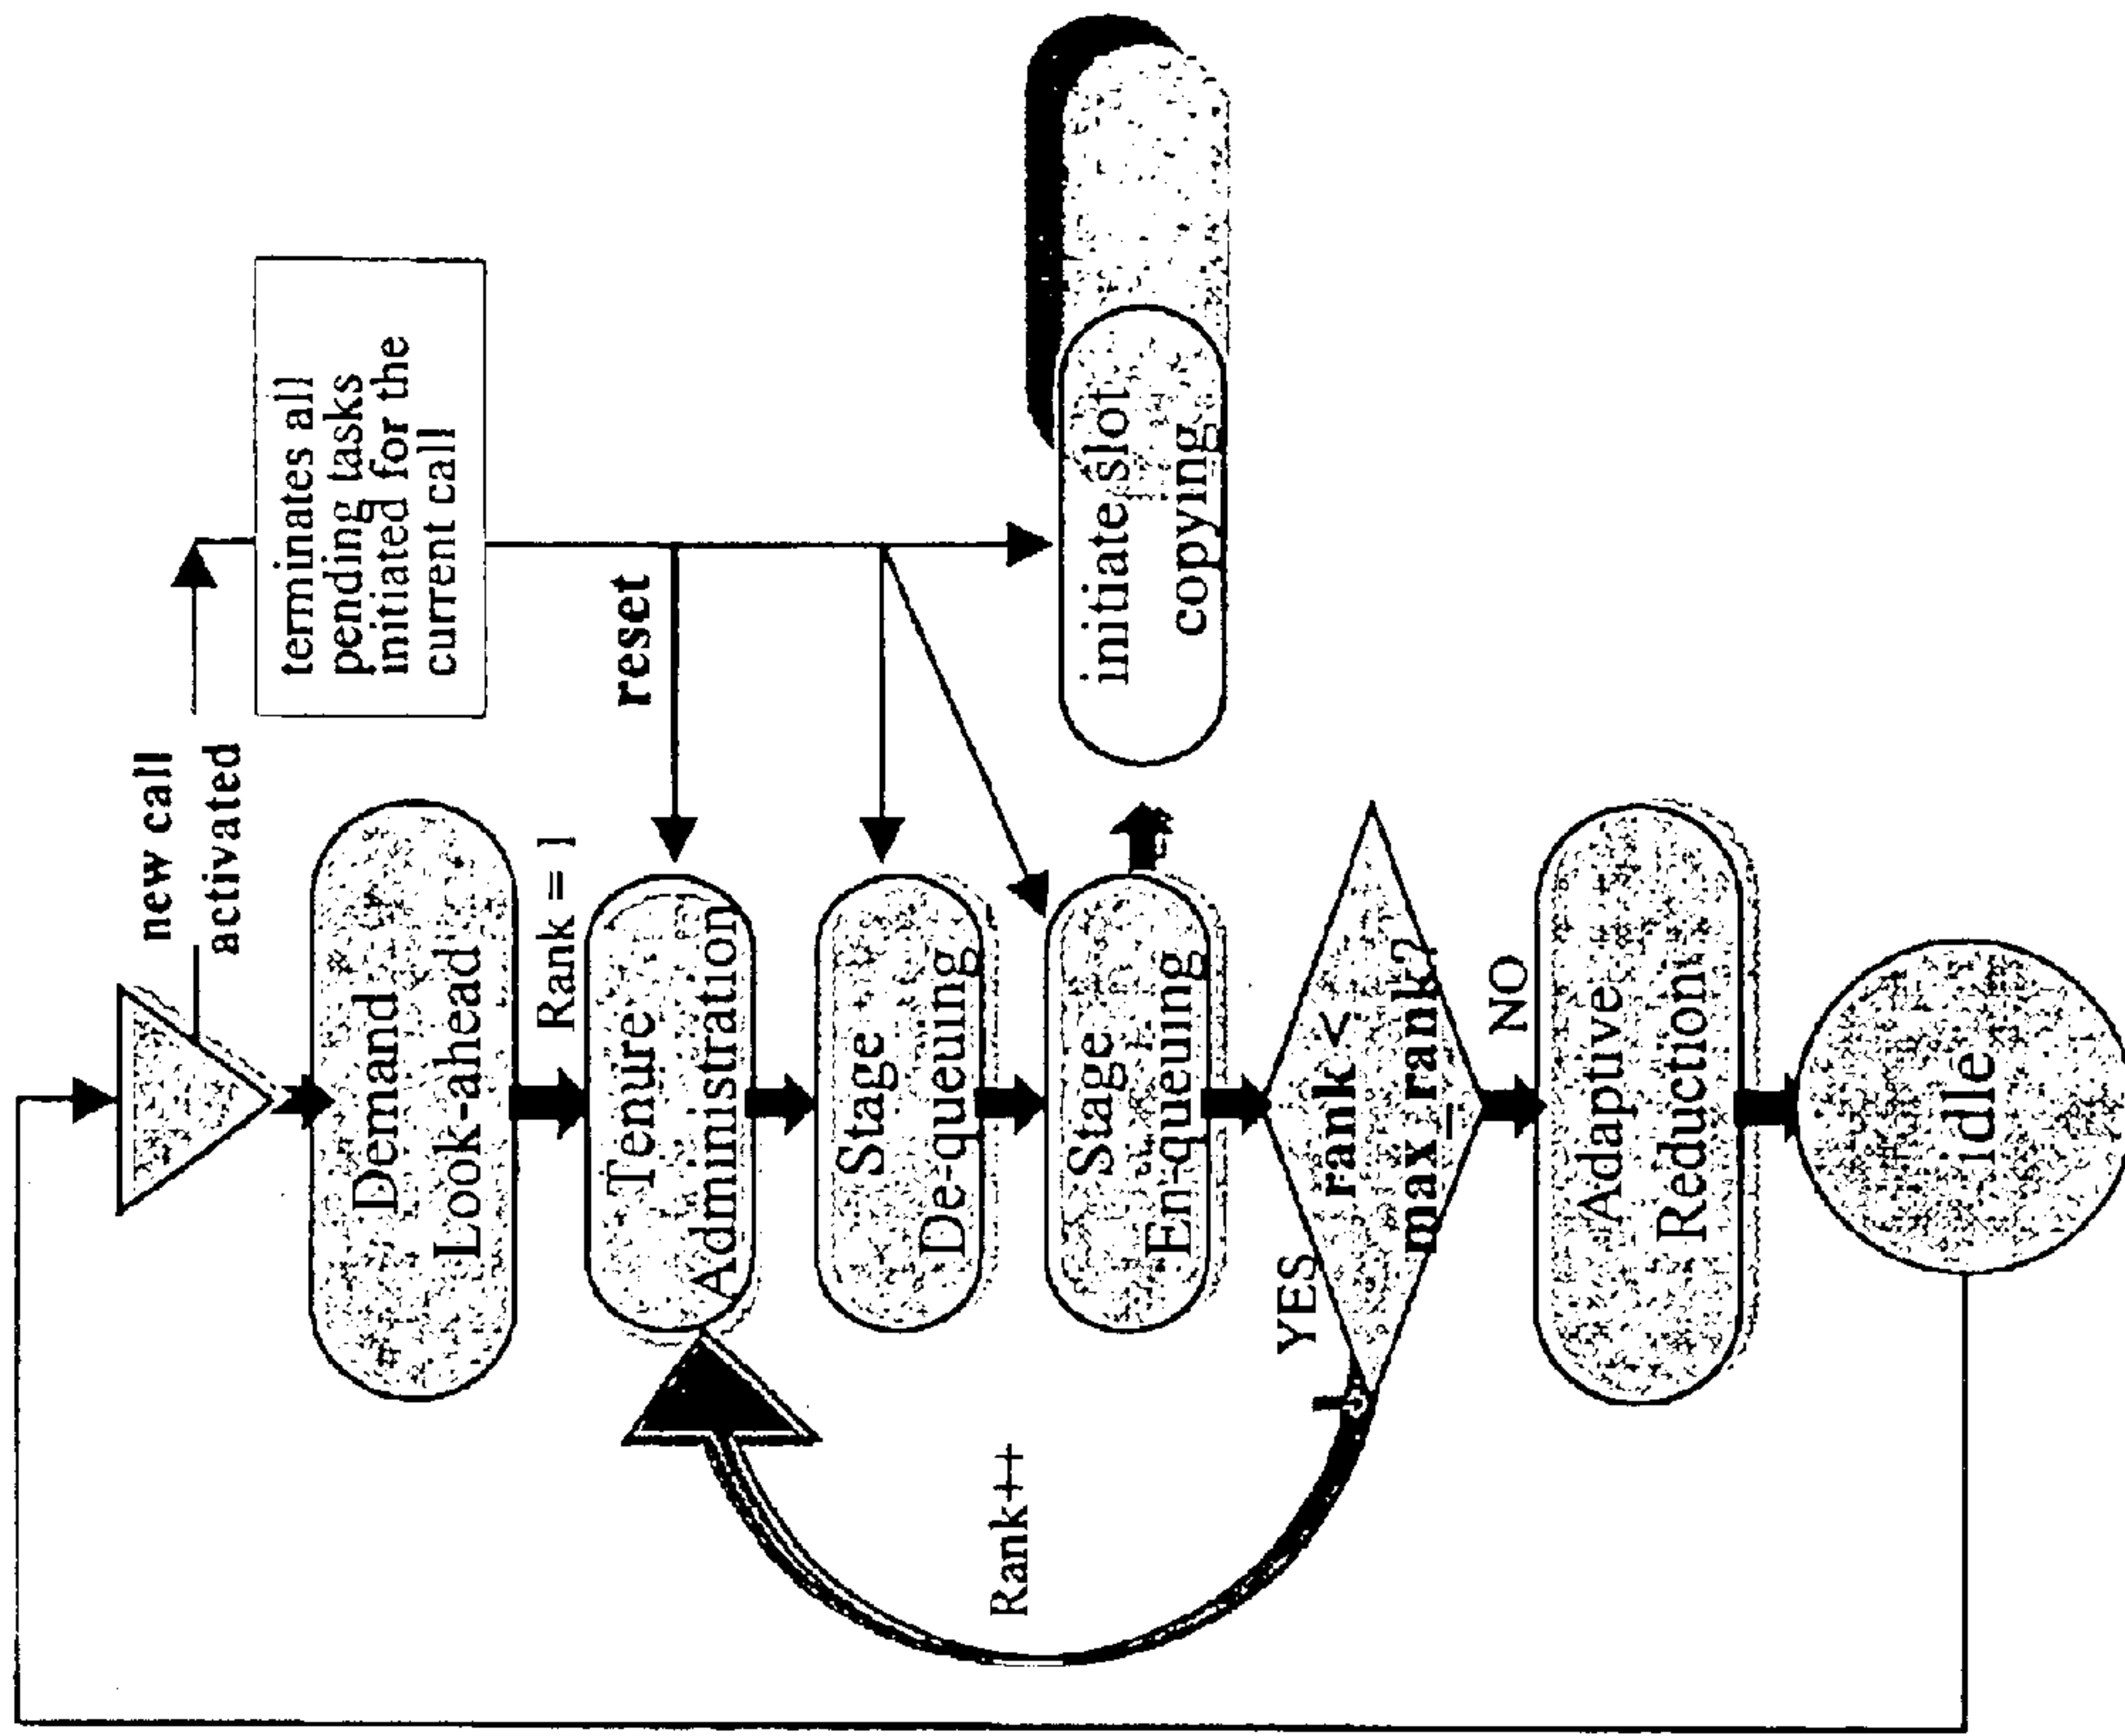 new call
activated
terminates all
pending tasks
initiated for the
current call
Demand
Look-ahead
Rank = 1
reset
Tenure
Administration
Stage
De-queuing
Stage
En-queuing
initiate slot
copying
YES
rank <
max_rank?
NO
Rank++
Adaptive
Reduction
idle